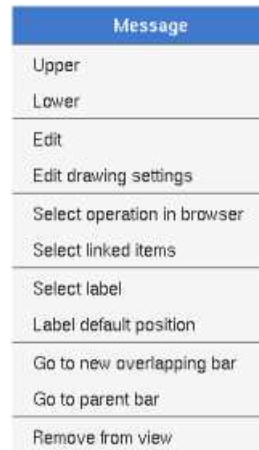 Message
Upper
Lower
Edit
Edit drawing settings
Select operation in browser
Select linked items
Select label
Label default position
Go to new overlapping bar
Go to parent bar
Remove from view